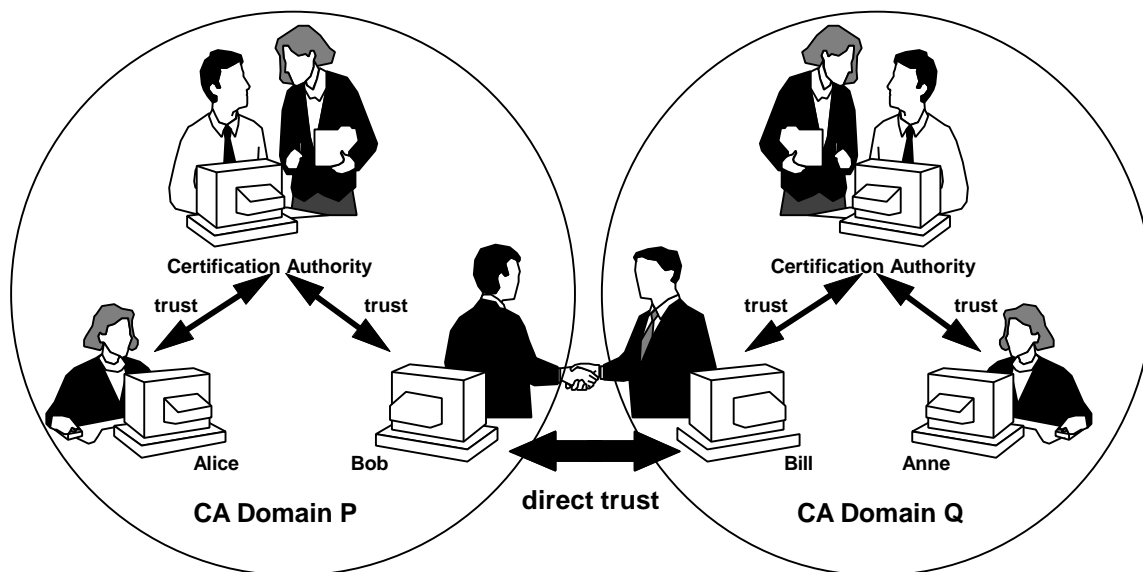 Certification Authority
trust
trust
Alice
Bob
CA Domain P
direct trust
Certification Authority
trust
trust
Bill
Anne
CA Domain Q